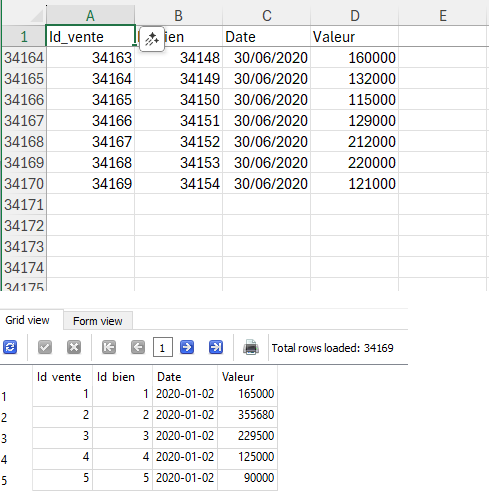 A B C D E
1 Id_vente ien Date Valeur
34164 34163 34148 30/06/2020 160000
34165 34164 34149 30/06/2020 132000
34166 34165 34150 30/06/2020 115000
34167 34166 34151 30/06/2020 129000
34168 34167 34152 30/06/2020 212000
34169 34168 34153 30/06/2020 220000
34170 34169 34154 30/06/2020 121000
34171
34172
34173
34174
34175
Grid view Form view
1 Total rows loaded: 34169
Id_vente Id_bien Date Valeur
1 1 1 2020-01-02 165000
2 2 2 2020-01-02 355680
3 3 3 2020-01-02 229500
4 4 4 2020-01-02 125000
5 5 5 2020-01-02 90000